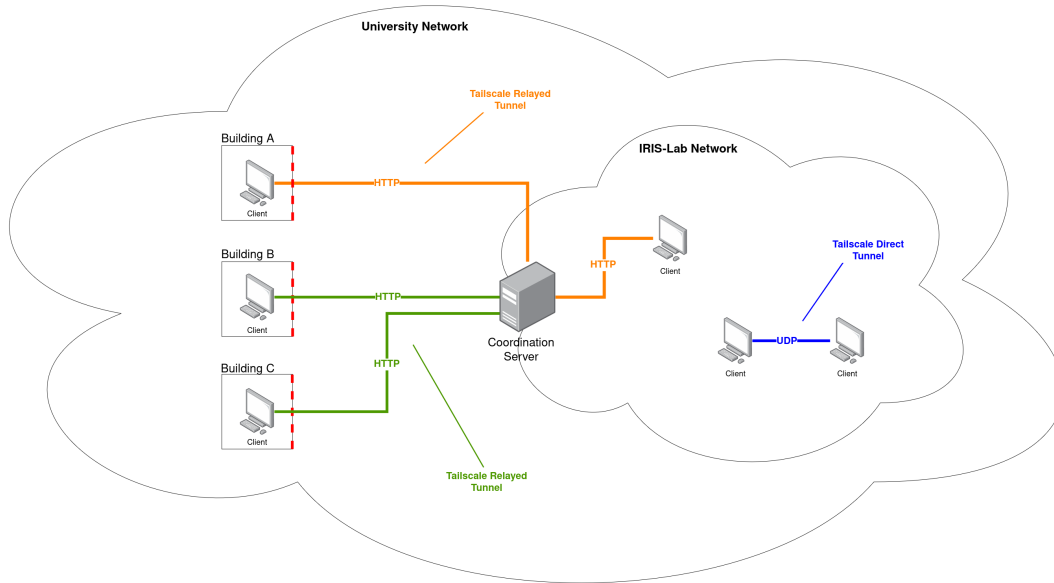 University Network
Tailscale Relayed
Tunnel
Building A
IRIS-Lab Network
HTTP
Client
Tailscale Direct
Tunnel
Building B
HTTP
Client
Client
HTTP
Coordination
Server
UDP
Client
Client
Building C
HTTP
Client
Tailscale Relayed
Tunnel